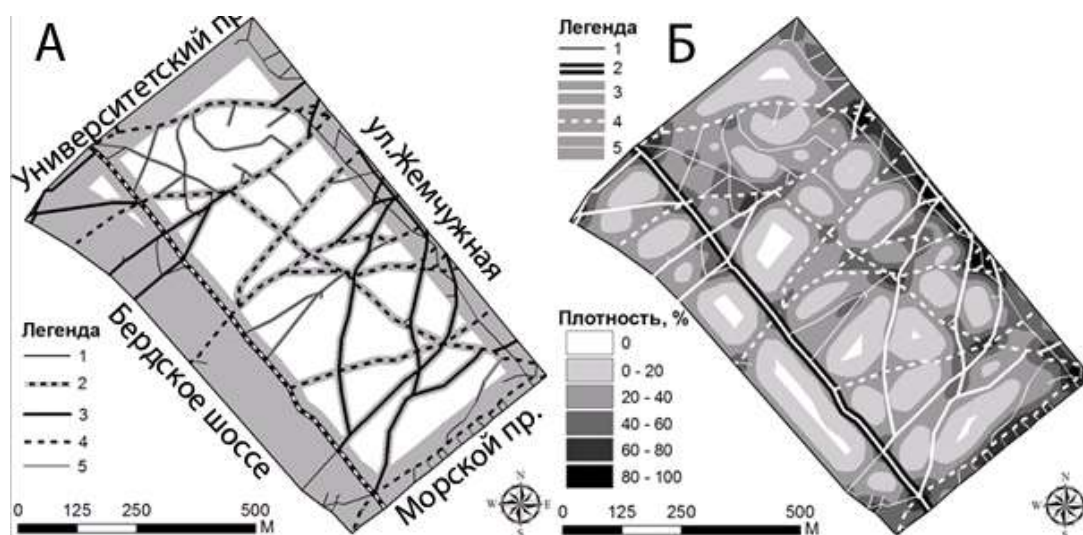 А
Университетский пр.
ул.Жемчужная
Бердское шоссе
Морской пр.
Легенда
1
2
3
4
5
0 125 250 500
М
N
W E
S
Б
Легенда
1
2
3
4
5
Плотность, %
0
0 - 20
20 - 40
40 - 60
60 - 80
80 - 100
0 125 250 500
М
N
W E
S